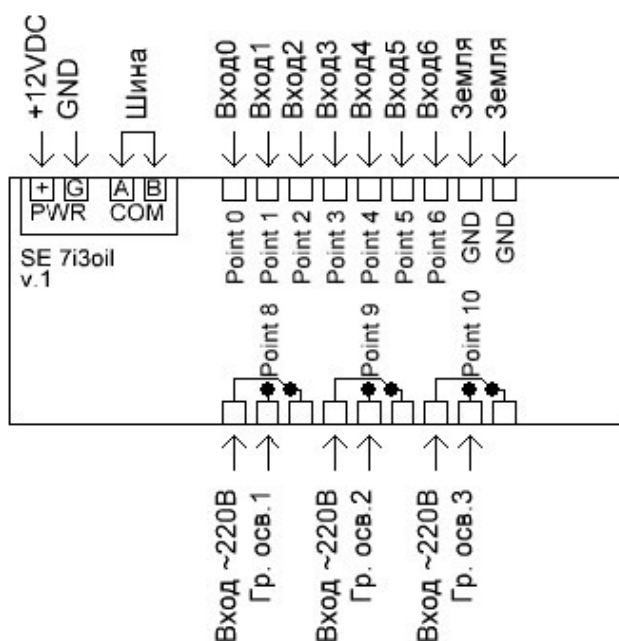 +12VDC
GND
Шина
Вход0
Вход1
Вход2
Вход3
Вход4
Вход5
Вход6
Земля
Земля
+ G A B
PWR COM
SE 7i3oil
v.1
Point 0
Point 1
Point 2
Point 3
Point 4
Point 5
Point 6
GND
GND
Point 8
Point 9
Point 10
Вход ~220В
Гр. осв.1
Вход ~220В
Гр. осв.2
Вход ~220В
Гр. осв.3